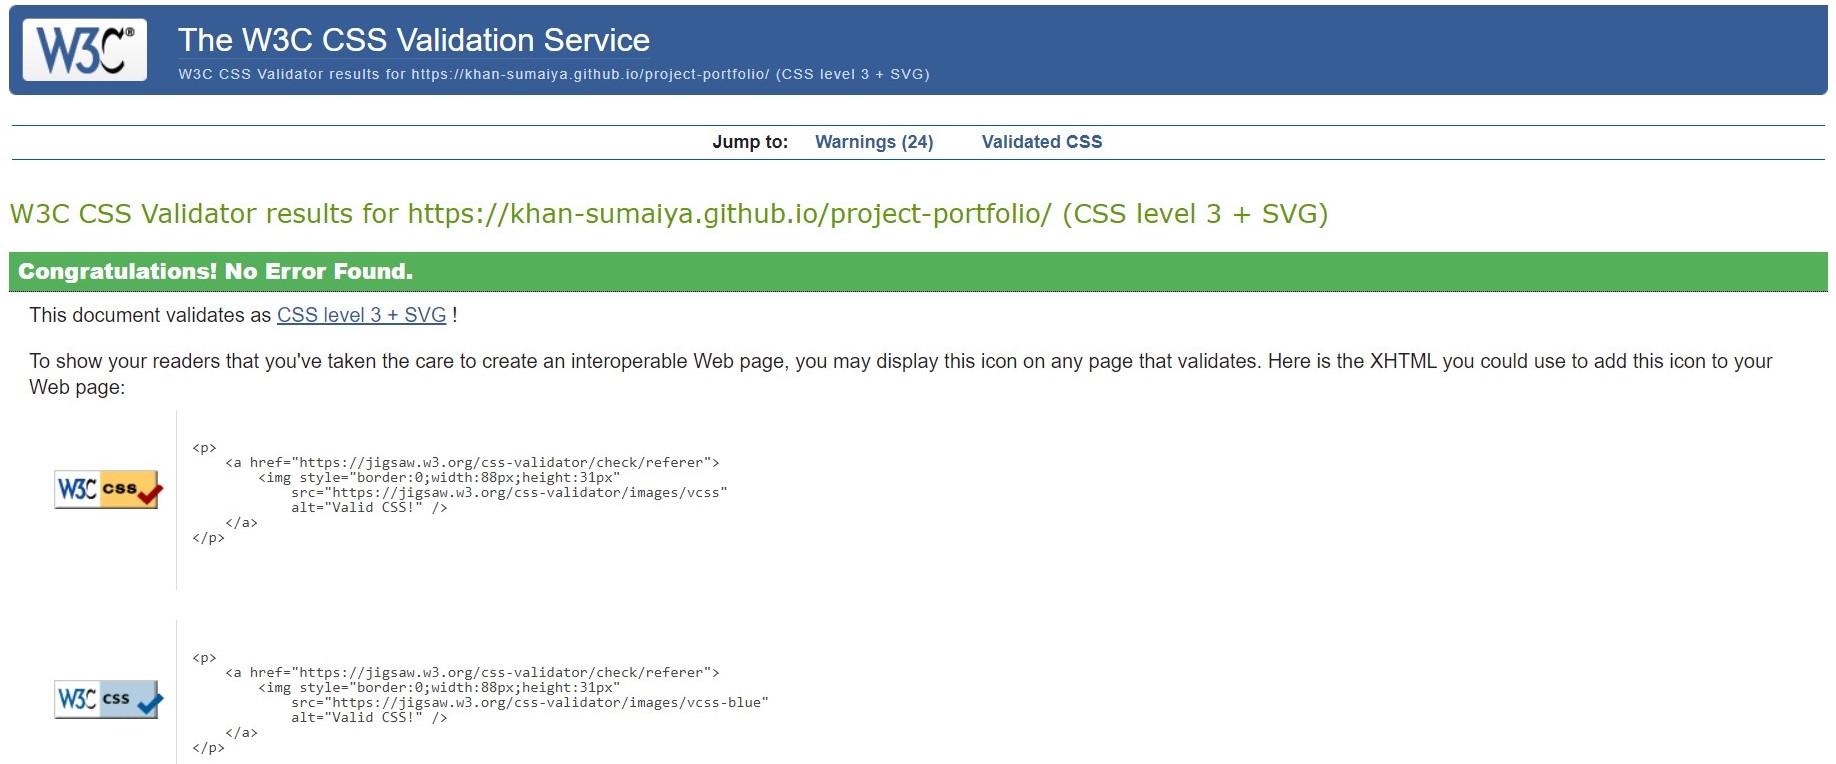 W3C®
The W3C CSS Validation Service
W3C CSS Validator results for https://khan-sumaiya.github.io/project-portfolio/ (CSS level 3 + SVG)
Jump to: Warnings (24) Validated CSS
W3C CSS Validator results for https://khan-sumaiya.github.io/project-portfolio/ (CSS level 3 + SVG)
Congratulations! No Error Found.
This document validates as CSS level 3 + SVG !
To show your readers that you've taken the care to create an interoperable Web page, you may display this icon on any page that validates. Here is the XHTML you could use to add this icon to your
Web page:
W3C css
<p>
<a href="https://jigsaw.w3.org/css-validator/check/referer">
<img style="border:0;width:88px;height:31px"
src="https://jigsaw.w3.org/css-validator/images/vcss"
alt="Valid CSS!" />
</a>
</p>
W3C css
<p>
<a href="https://jigsaw.w3.org/css-validator/check/referer">
<img style="border:0;width:88px;height:31px"
src="https://jigsaw.w3.org/css-validator/images/vcss-blue"
alt="Valid CSS!" />
</a>
</p>